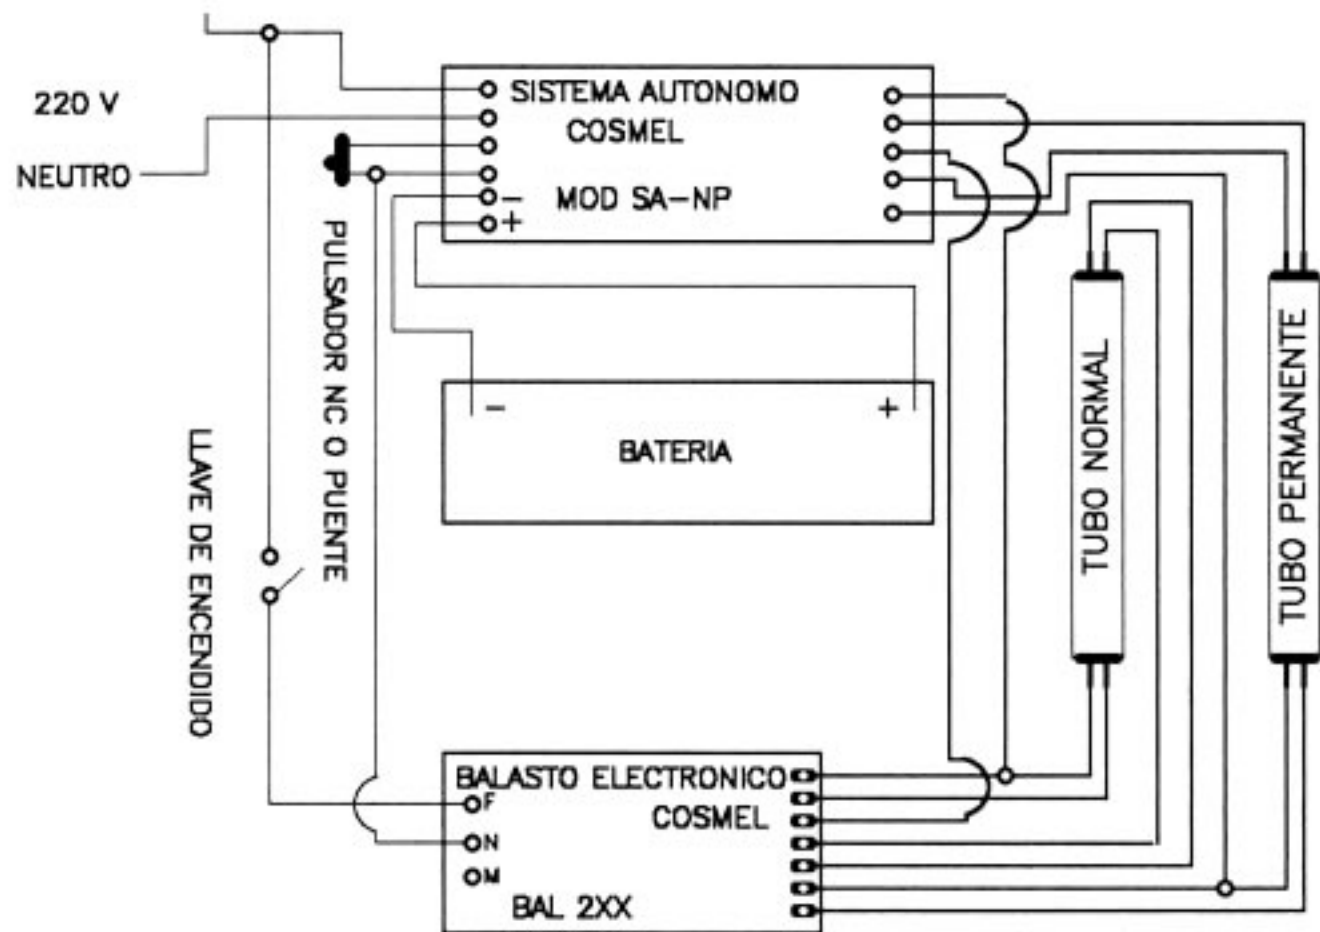 220 V
NEUTRO
SISTEMA AUTONOMO
COSMEL
MOD SA-NP
-
+
PULSADOR NC O PUENTE
LLAVE DE ENCENDIDO
- +
BATERIA
TUBO NORMAL
TUBO PERMANENTE
BALASTO ELECTRONICO
F
COSMEL
N
M
BAL 2XX